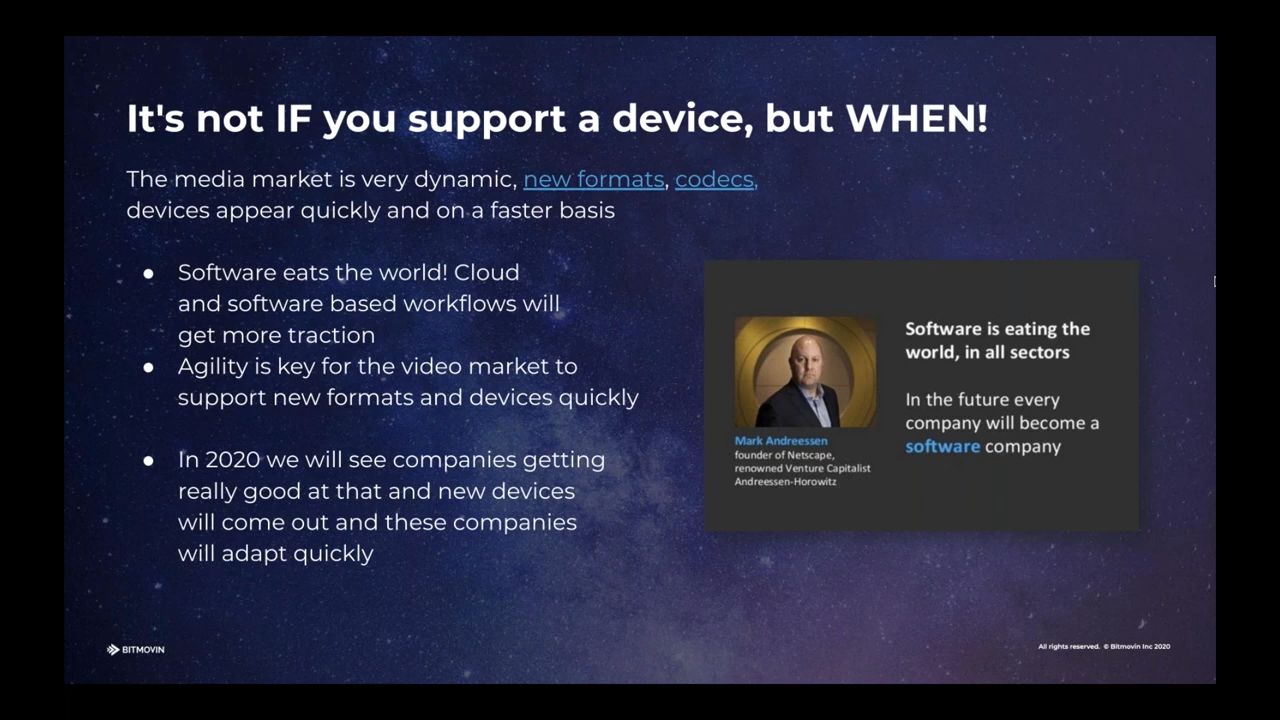 It's not IF you support a device, but WHEN!
The media market is very dynamic, new formats, codecs,
devices appear quickly and on a faster basis
● Software eats the world! Cloud
and software based workflows will
get more traction
● Agility is key for the video market to
support new formats and devices quickly
● In 2020 we will see companies getting
really good at that and new devices
will come out and these companies
will adapt quickly
Software is eating the
world, in all sectors
In the future every
company will become a
software company
Mark Andreessen
founder of Netscape,
renowned Venture Capitalist
Andreessen-Horowitz
BITMOVIN
All rights reserved. © Bitmovin Inc 2020